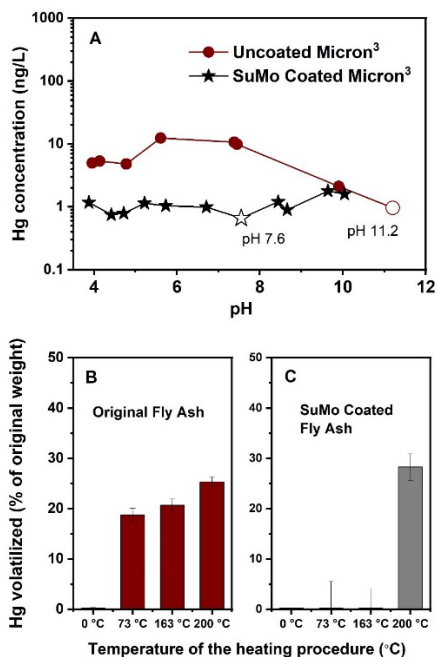 A
Uncoated Micron³
SuMo Coated Micron³
Hg concentration (ng/L)
1000
100
10
1
0.1
pH 7.6
pH 11.2
4 6 8 10 12
pH
Hg volatilized (% of original weight)
B
Original Fly Ash
50
40
30
20
10
0
0 °C 73 °C 163 °C 200 °C
C
SuMo Coated
Fly Ash
50
40
30
20
10
0
0 °C 73 °C 163 °C 200 °C
Temperature of the heating procedure (°C)